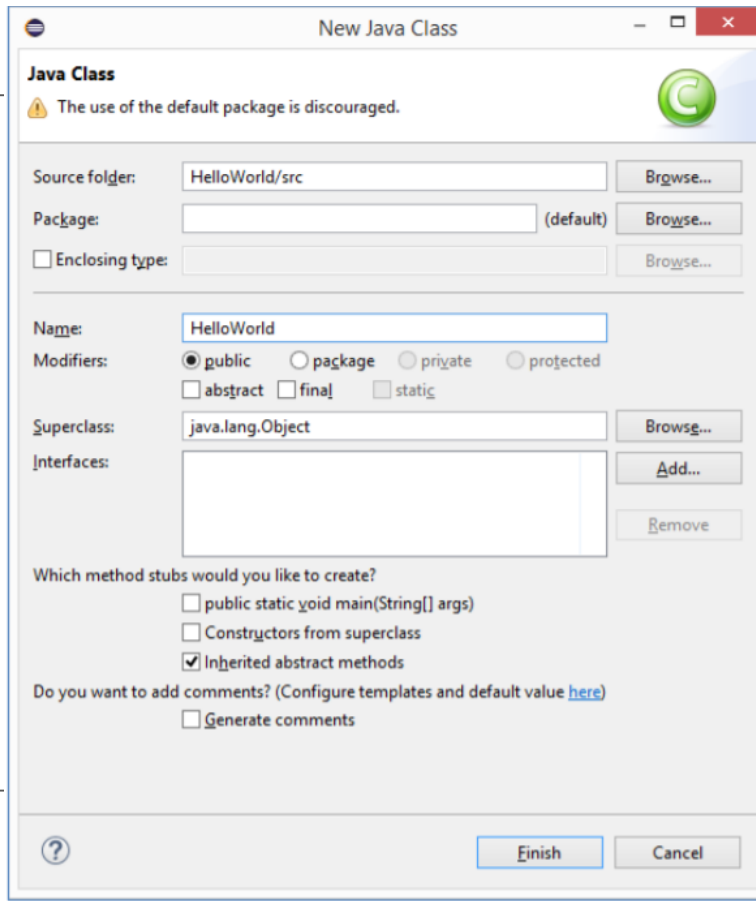 New Java Class
Java Class
The use of the default package is discouraged.
Source folder: HelloWorld/src Browse...
Package: (default) Browse...
Enclosing type: Browse...
Name: HelloWorld
Modifiers: public package private protected
abstract final static
Superclass: java.lang.Object Browse...
Interfaces: Add...
Remove
Which method stubs would you like to create?
public static void main(String[] args)
Constructors from superclass
Inherited abstract methods
Do you want to add comments? (Configure templates and default value here)
Generate comments
? Finish Cancel